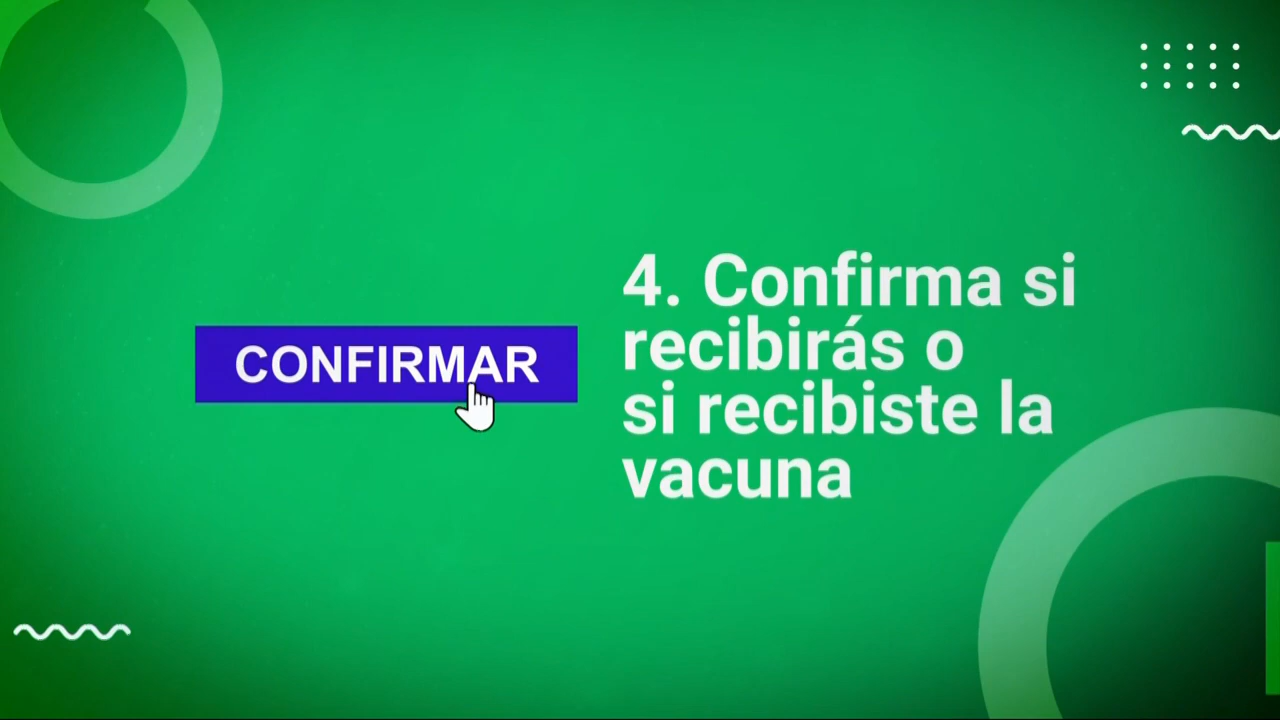 CONFIRMAR
4. Confirma si
recibirás o
si recibiste la
vacuna